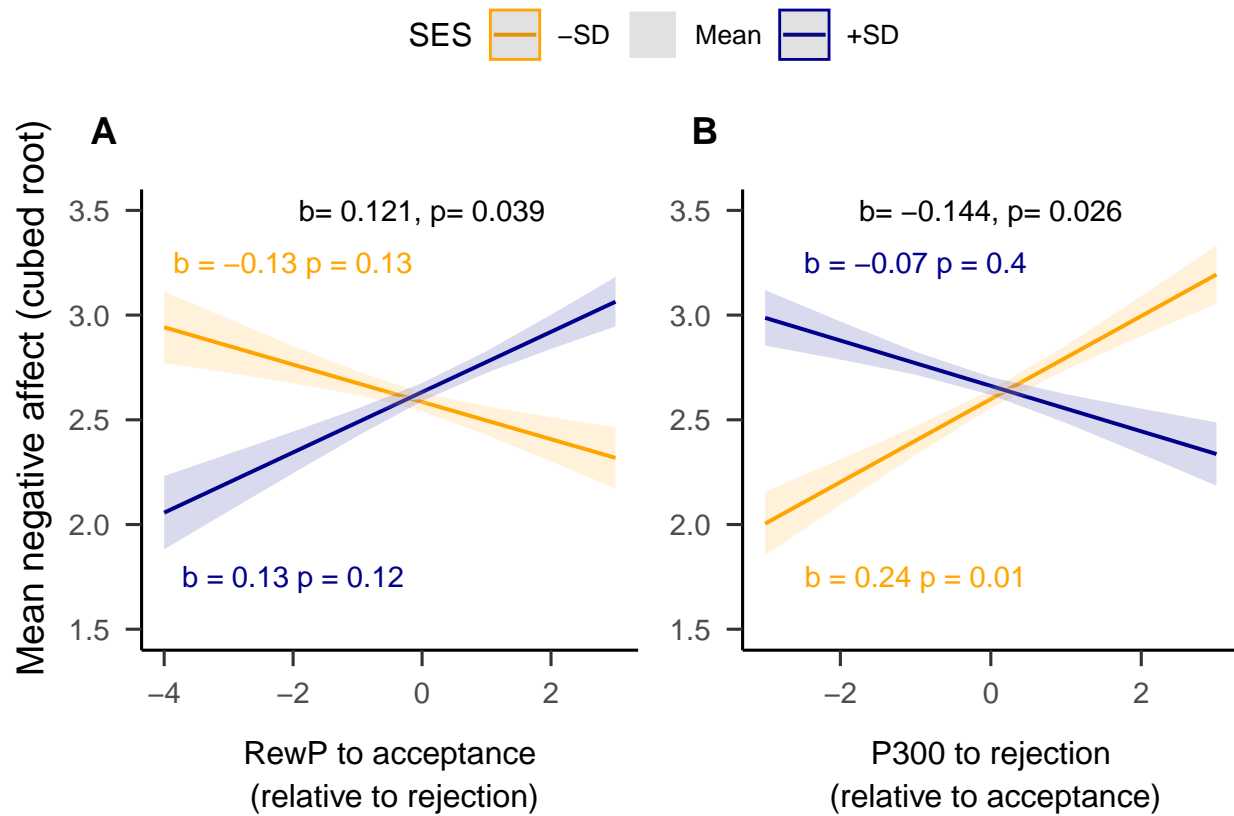 SES −SD Mean +SD
A
B
Mean negative affect (cubed root)
3.5
3.0
2.5
2.0
1.5
b= 0.121, p= 0.039
b = −0.13 p = 0.13
b = 0.13 p = 0.12
−4 −2 0 2
RewP to acceptance
(relative to rejection)
3.5
3.0
2.5
2.0
1.5
b= −0.144, p= 0.026
b = −0.07 p = 0.4
b = 0.24 p = 0.01
−2 0 2
P300 to rejection
(relative to acceptance)